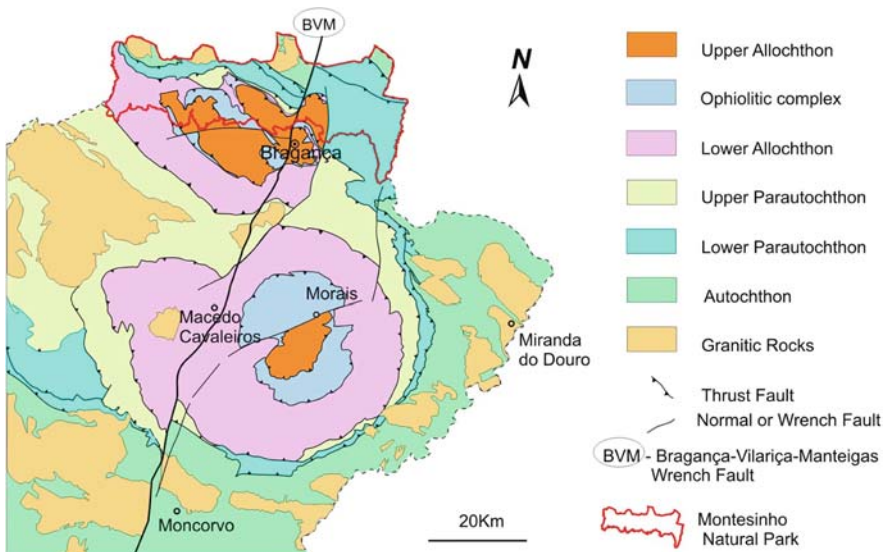 BVM
N
Bragança
Morais
Macedo
Cavaleiros
Miranda
do Douro
Moncorvo
20Km
Upper Allochthon
Ophiolitic complex
Lower Allochthon
Upper Parautochthon
Lower Parautochthon
Autochthon
Granitic Rocks
Thrust Fault
Normal or Wrench Fault
BVM - Bragança-Vilariça-Manteigas
Wrench Fault
Montesinho
Natural Park